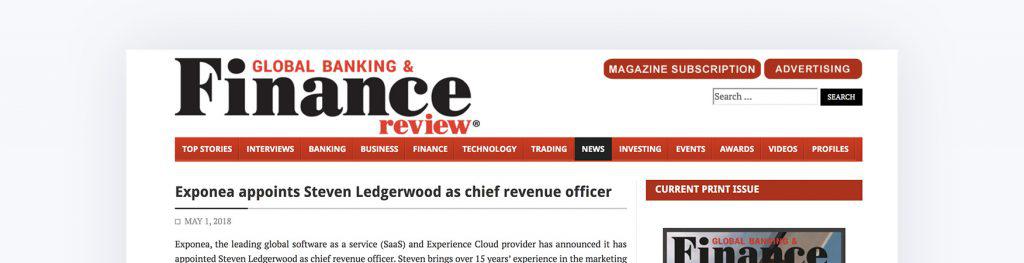 GLOBAL BANKING &
Finance
review®
MAGAZINE SUBSCRIPTION
ADVERTISING
Search ...
SEARCH
TOP STORIES INTERVIEWS BANKING BUSINESS FINANCE TECHNOLOGY TRADING NEWS INVESTING EVENTS AWARDS VIDEOS PROFILES
Exponea appoints Steven Ledgerwood as chief revenue officer
MAY 1, 2018
Exponea, the leading global software as a service (SaaS) and Experience Cloud provider has announced it has
appointed Steven Ledgerwood as chief revenue officer. Steven brings over 15 years’ experience in the marketing
CURRENT PRINT ISSUE
GLOBAL BANKING &
Finance